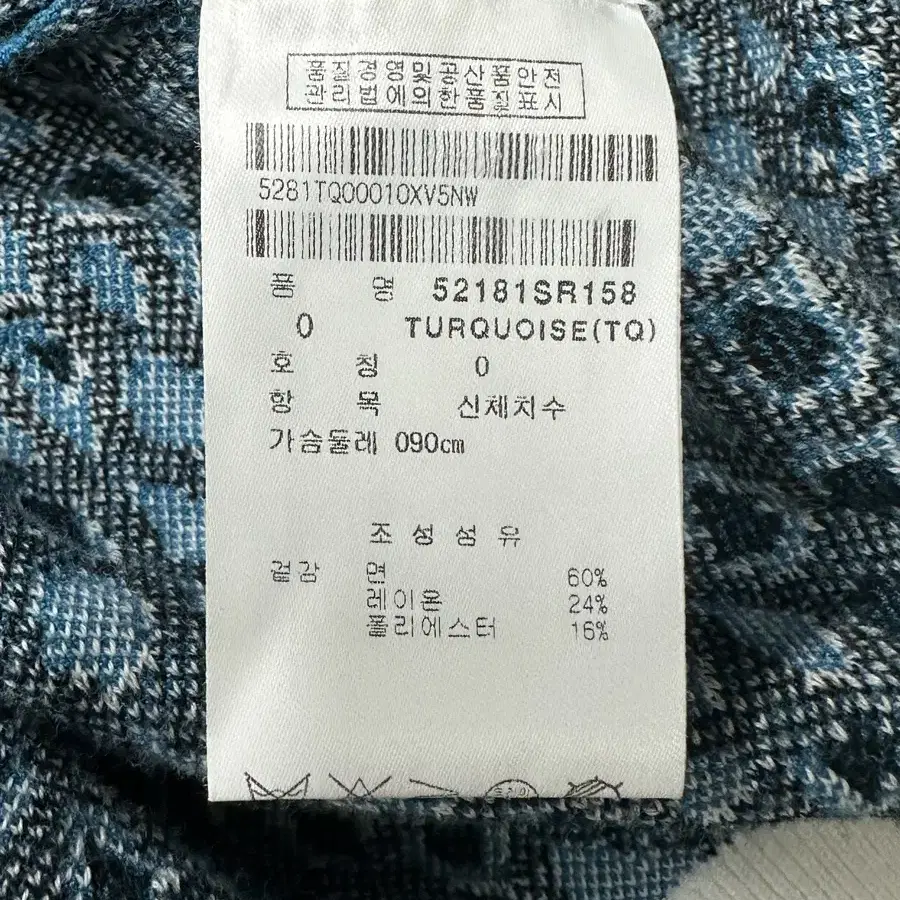 품질경영및공산품안전
관리법에의한품질표시
5281TQ00010XV5NW
품 명 52181SR158
0 TURQUOISE(TQ)
호 칭 0
항 목 신체치수
가슴둘레 090cm
조성섬유
겉감 면 60%
레이온 24%
폴리에스터 16%